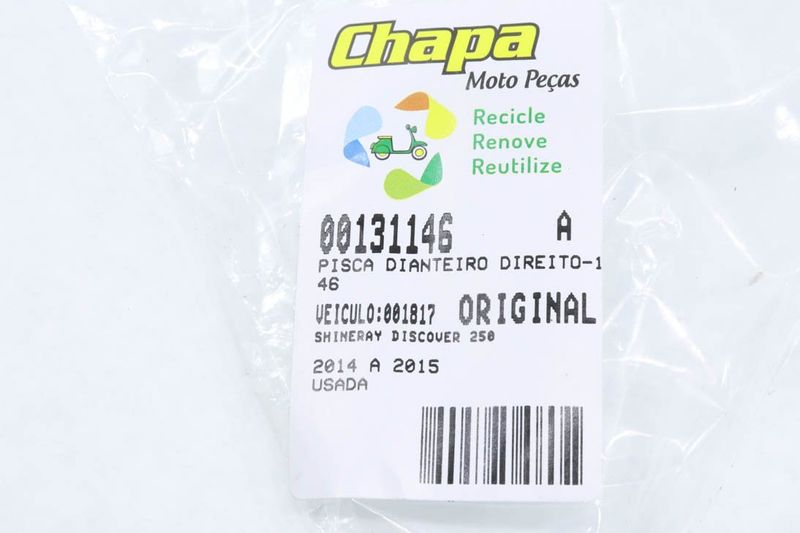 Chapa
Moto Peças
Recicle
Renove
Reutilize
00131146 A
PISCA DIANTEIRO DIREITO-1
46
VEICULO:001817 ORIGINAL
SHINERAY DISCOVER 250
2014 A 2015
USADA